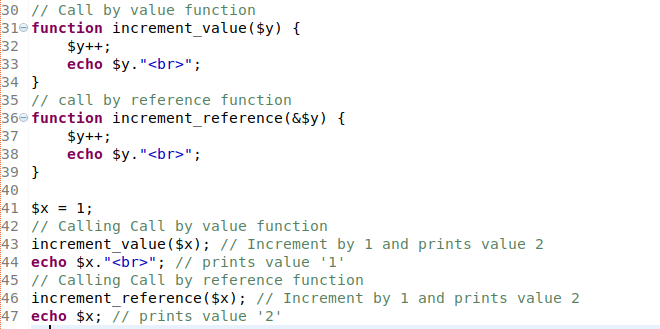 30 // Call by value function
31 function increment_value($y) {
32     $y++;
33     echo $y."<br>";
34 }
35 // call by reference function
36 function increment_reference(&$y) {
37     $y++;
38     echo $y."<br>";
39 }
40
41 $x = 1;
42 // Calling Call by value function
43 increment_value($x); // Increment by 1 and prints value 2
44 echo $x."<br>"; // prints value '1'
45 // Calling Call by reference function
46 increment_reference($x); // Increment by 1 and prints value 2
47 echo $x; // prints value '2'